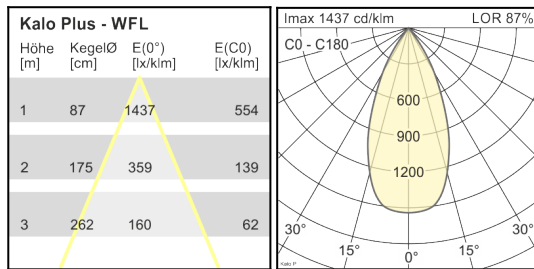 Kalo Plus - WFL
Höhe KegelØ E(0°) E(C0)
[m] [cm] [lx/klm] [lx/klm]
1 87 1437 554
2 175 359 139
3 262 160 62
Imax 1437 cd/klm LOR 87%
C0 - C180
600
900
1200
30° 15° 0° 15° 30°
Kalo P